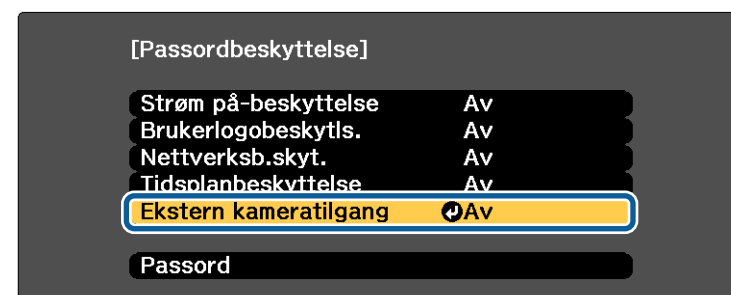 [Passordbeskyttelse]
Strøm på-beskyttelse Av
Brukerlogobeskytls. Av
Nettverksb.skyt. Av
Tidsplanbeskyttelse Av
Ekstern kameratilgang Av
Passord